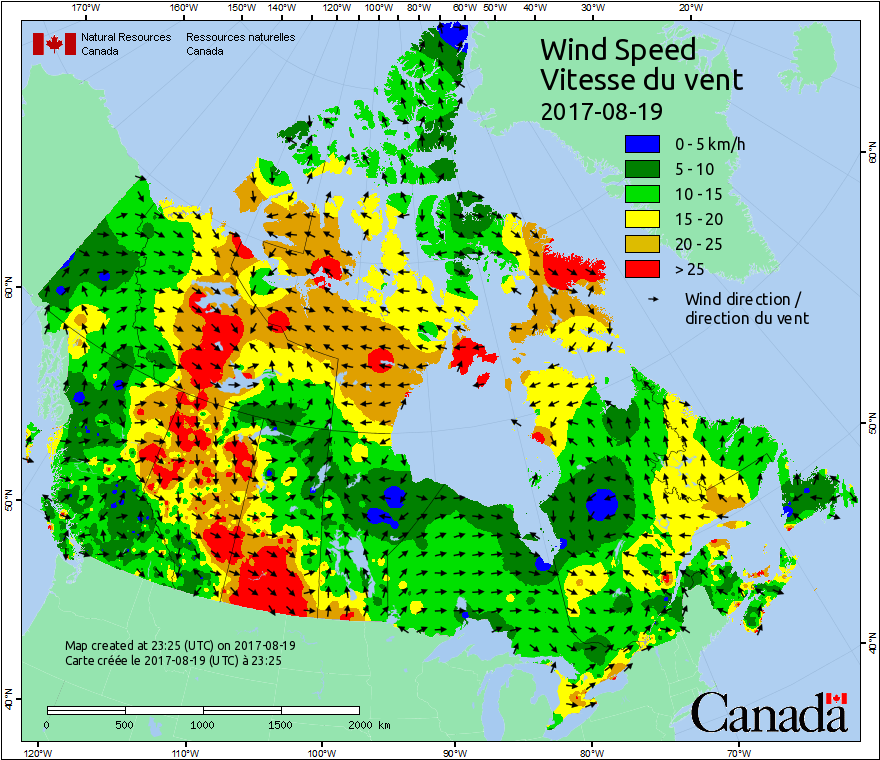 170°W 160°W 150°W 140°W 120°W 100°W 80°W 60°W 50°W 40°W 30°W 20°W
Natural Resources
Canada
Ressources naturelles
Canada
Wind Speed
Vitesse du vent
2017-08-19
0 - 5 km/h
5 - 10
10 - 15
15 - 20
20 - 25
> 25
Wind direction /
direction du vent
60°N
50°N
40°N
60°N
50°N
40°N
Map created at 23:25 (UTC) on 2017-08-19
Carte créée le 2017-08-19 (UTC) à 23:25
0 500 1000 1500 2000 km
Canada
120°W 110°W 100°W 90°W 80°W 70°W